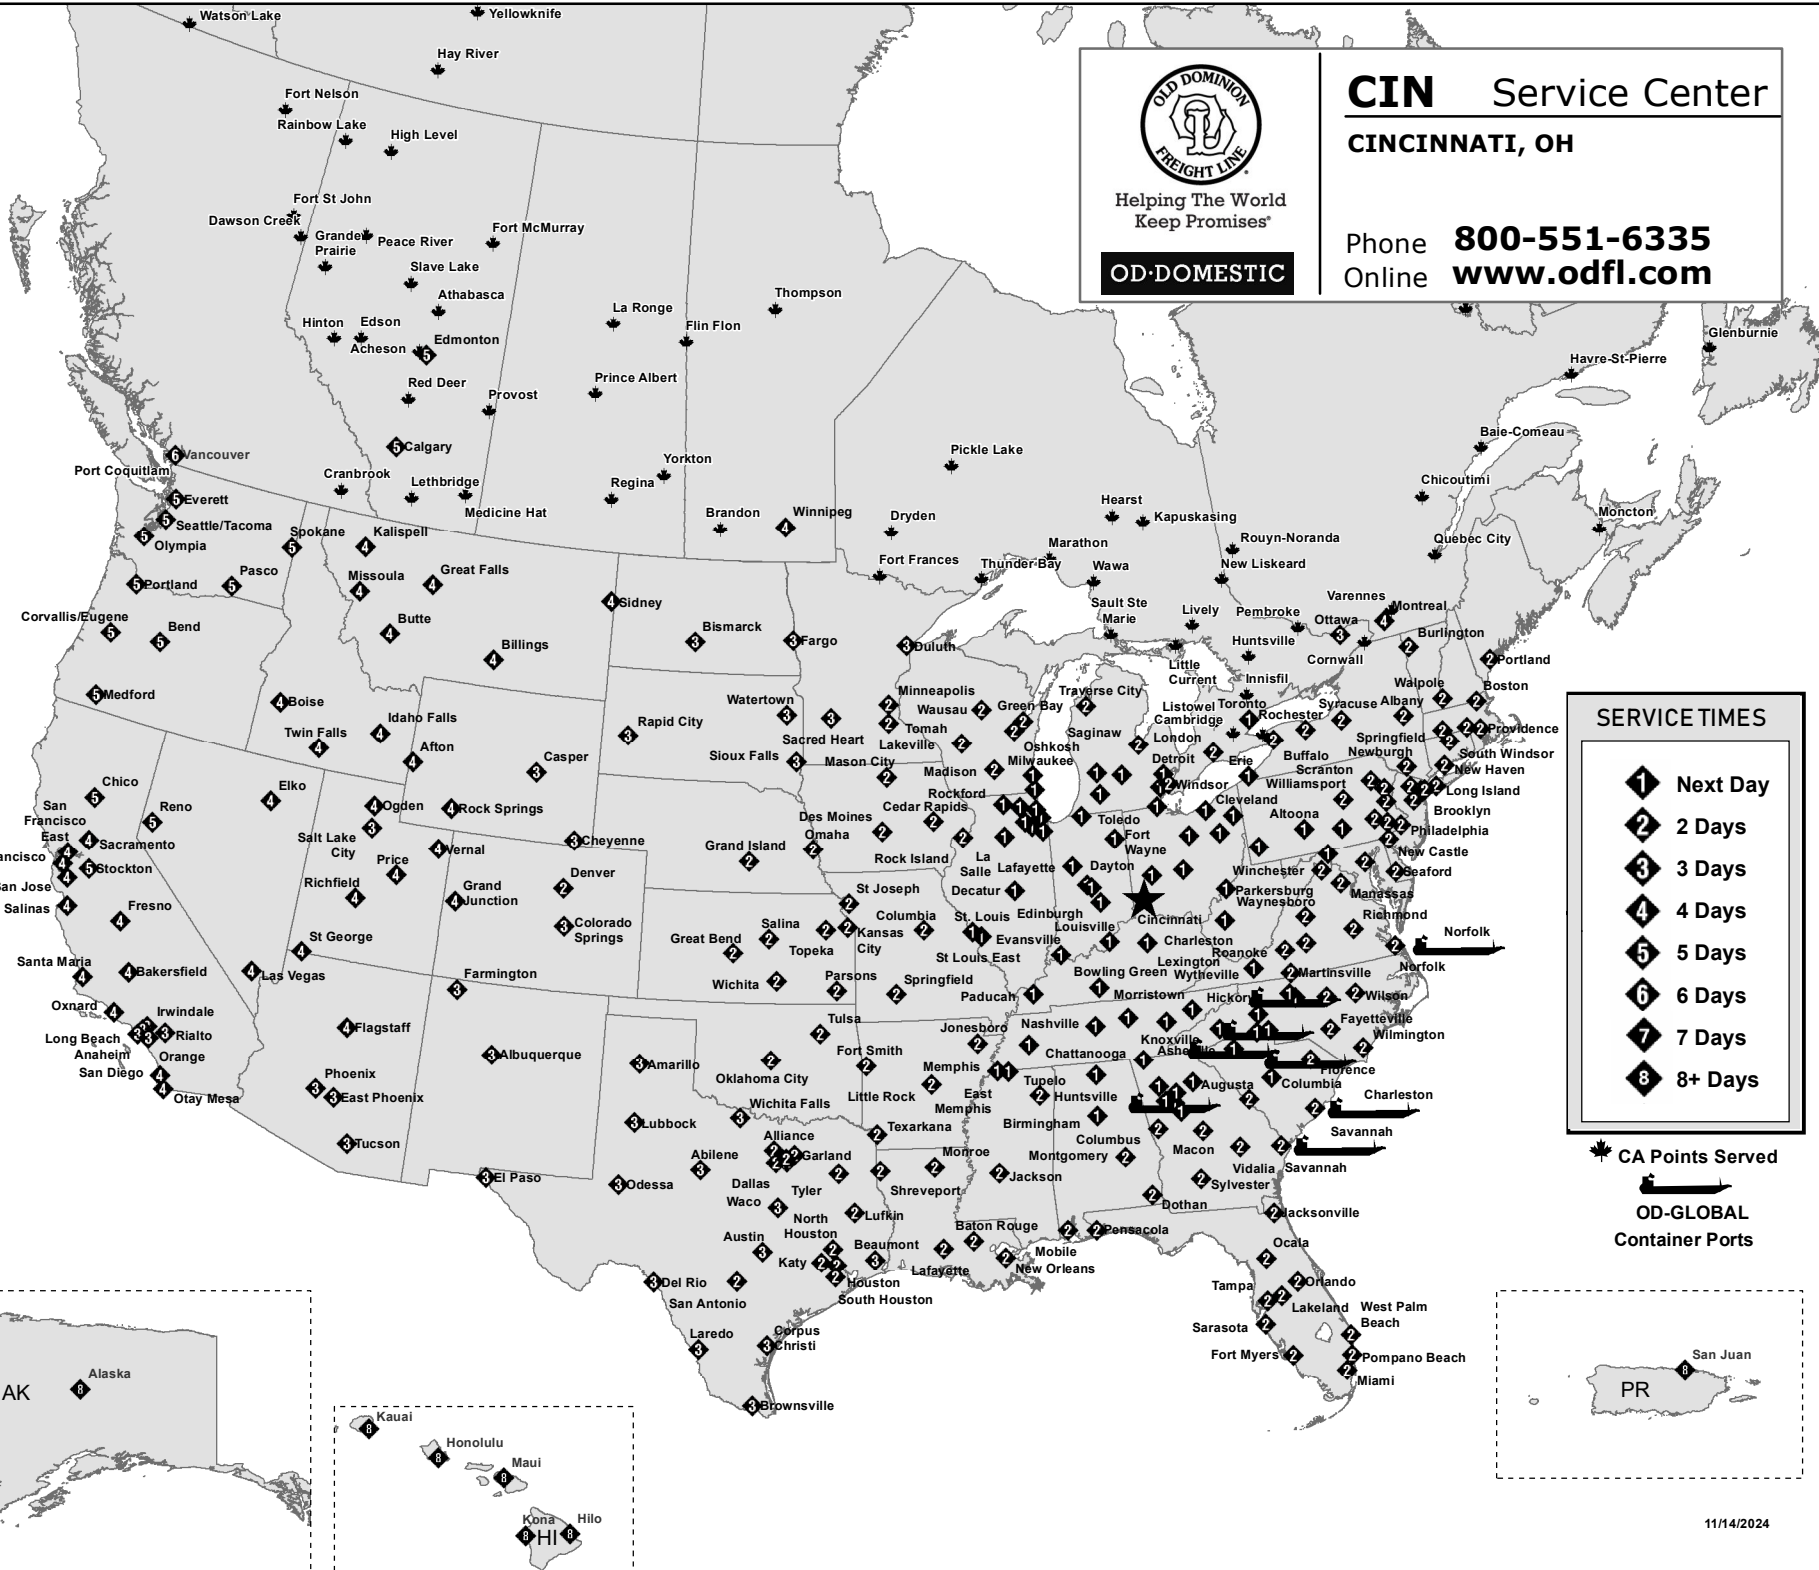 Watson Lake
Yellowknife
Hay River
Fort Nelson
Rainbow Lake
High Level
OLD DOMINION
FREIGHT LINE
Helping The World
Keep Promises®
OD·DOMESTIC
CIN Service Center
CINCINNATI, OH
Phone 800-551-6335
Online www.odfl.com
Fort St John
Dawson Creek
Grande
Prairie
Peace River
Fort McMurray
Slave Lake
Athabasca
Hinton
Edson
Acheson
Edmonton
La Ronge
Thompson
Flin Flon
Glenburnie
Havre-St-Pierre
Red Deer
Provost
Prince Albert
Calgary
Vancouver
Port Coquitlam
Cranbrook
Lethbridge
Medicine Hat
Yorkton
Regina
Pickle Lake
Baie-Comeau
Chicoutimi
Moncton
Quebec City
Everett
Seattle/Tacoma
Olympia
Spokane
Kalispell
Brandon
Winnipeg
Dryden
Hearst
Kapuskasing
Fort Frances
Thunder Bay
Marathon
Wawa
Rouyn-Noranda
New Liskeard
Portland
Pasco
Missoula
Great Falls
Sidney
Corvallis/Eugene
Bend
Butte
Billings
Bismarck
Fargo
Duluth
Sault Ste
Marie
Lively
Pembroke
Varennes
Montreal
Ottawa
Huntsville
Cornwall
Burlington
Portland
Little
Current
Innisfil
Medford
Boise
Idaho Falls
Twin Falls
Afton
Casper
Rapid City
Watertown
Sacred Heart
Sioux Falls
Minneapolis
Wausau
Green Bay
Traverse City
Tomah
Lakeville
Oshkosh
Saginaw
Milwaukee
Mason City
Madison
Listowel
Cambridge
Toronto
London
Rochester
Syracuse
Albany
Walpole
Boston
Springfield
Providence
South Windsor
Newburgh
New Haven
Buffalo
Scranton
Williamsport
Long Island
Brooklyn
Detroit
Windsor
Erie
Cleveland
Altoona
Philadelphia
New Castle
Seaford
Chico
Reno
Elko
Ogden
Rock Springs
San
Francisco
East
Sacramento
ancisco
Stockton
San Jose
Salinas
Fresno
Salt Lake
City
Vernal
Price
Richfield
Grand
Junction
Cheyenne
Denver
Colorado
Springs
Grand Island
Des Moines
Omaha
Rockford
Cedar Rapids
Rock Island
La
Salle
Toledo
Fort
Wayne
Lafayette
Dayton
Decatur
Winchester
Parkersburg
Waynesboro
Manassas
Richmond
St George
Santa Maria
Bakersfield
Las Vegas
Farmington
Great Bend
Salina
Topeka
St Joseph
Kansas
City
Columbia
St. Louis
St Louis East
Edinburgh
Evansville
Louisville
Cincinnati
Charleston
Lexington
Roanoke
Wytheville
Martinsville
Norfolk
Norfolk
Wichita
Parsons
Springfield
Paducah
Bowling Green
Morristown
Hickory
Wilson
Oxnard
Irwindale
Long Beach
Rialto
Anaheim
Orange
San Diego
Otay Mesa
Flagstaff
Phoenix
East Phoenix
Tucson
Albuquerque
Amarillo
Lubbock
Tulsa
Oklahoma City
Wichita Falls
Fort Smith
Little Rock
Jonesboro
Memphis
East
Memphis
Nashville
Knoxville
Chattanooga
Asheville
Fayetteville
Wilmington
Florence
Tupelo
Huntsville
Augusta
Columbia
Charleston
Savannah
Savannah
Birmingham
Columbus
Montgomery
Macon
Vidalia
Sylvester
Dothan
El Paso
Odessa
Abilene
Alliance
Garland
Dallas
Waco
Tyler
Texarkana
Monroe
Shreveport
Jackson
Lufkin
North
Houston
Austin
Katy
Beaumont
Houston
South Houston
Del Rio
San Antonio
Laredo
Corpus
Christi
Brownsville
Baton Rouge
Lafayette
Mobile
New Orleans
Pensacola
Jacksonville
Ocala
Tampa
Orlando
Lakeland
West Palm
Beach
Sarasota
Fort Myers
Pompano Beach
Miami
SERVICE TIMES
1 Next Day
2 2 Days
3 3 Days
4 4 Days
5 5 Days
6 6 Days
7 7 Days
8 8+ Days
CA Points Served
OD-GLOBAL
Container Ports
AK
Alaska
Kauai
Honolulu
Maui
Kona
HI
Hilo
San Juan
PR
11/14/2024